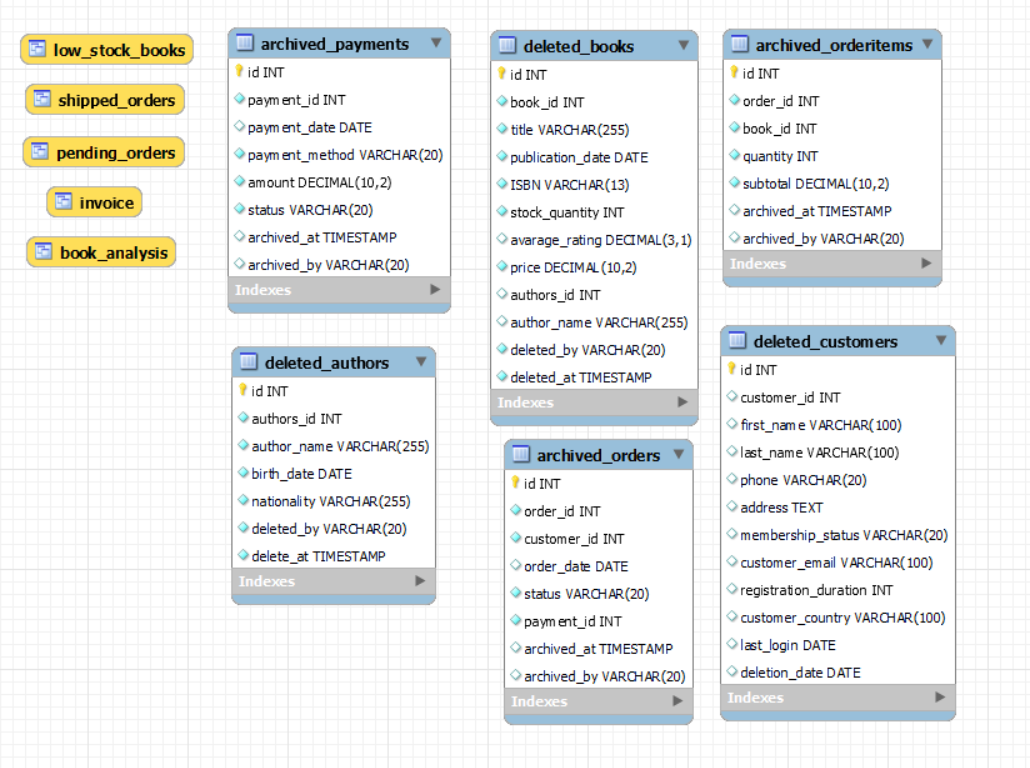 low_stock_books
shipped_orders
pending_orders
invoice
book_analysis
archived_payments
id INT
payment_id INT
payment_date DATE
payment_method VARCHAR(20)
amount DECIMAL(10,2)
status VARCHAR(20)
archived_at TIMESTAMP
archived_by VARCHAR(20)
Indexes
deleted_books
id INT
book_id INT
title VARCHAR(255)
publication_date DATE
ISBN VARCHAR(13)
stock_quantity INT
avarage_rating DECIMAL(3,1)
price DECIMAL(10,2)
authors_id INT
author_name VARCHAR(255)
deleted_by VARCHAR(20)
deleted_at TIMESTAMP
Indexes
archived_orderitems
id INT
order_id INT
book_id INT
quantity INT
subtotal DECIMAL(10,2)
archived_at TIMESTAMP
archived_by VARCHAR(20)
Indexes
deleted_authors
id INT
authors_id INT
author_name VARCHAR(255)
birth_date DATE
nationality VARCHAR(255)
deleted_by VARCHAR(20)
delete_at TIMESTAMP
Indexes
archived_orders
id INT
order_id INT
customer_id INT
order_date DATE
status VARCHAR(20)
payment_id INT
archived_at TIMESTAMP
archived_by VARCHAR(20)
Indexes
deleted_customers
id INT
customer_id INT
first_name VARCHAR(100)
last_name VARCHAR(100)
phone VARCHAR(20)
address TEXT
membership_status VARCHAR(20)
customer_email VARCHAR(100)
registration_duration INT
customer_country VARCHAR(100)
last_login DATE
deletion_date DATE
Indexes